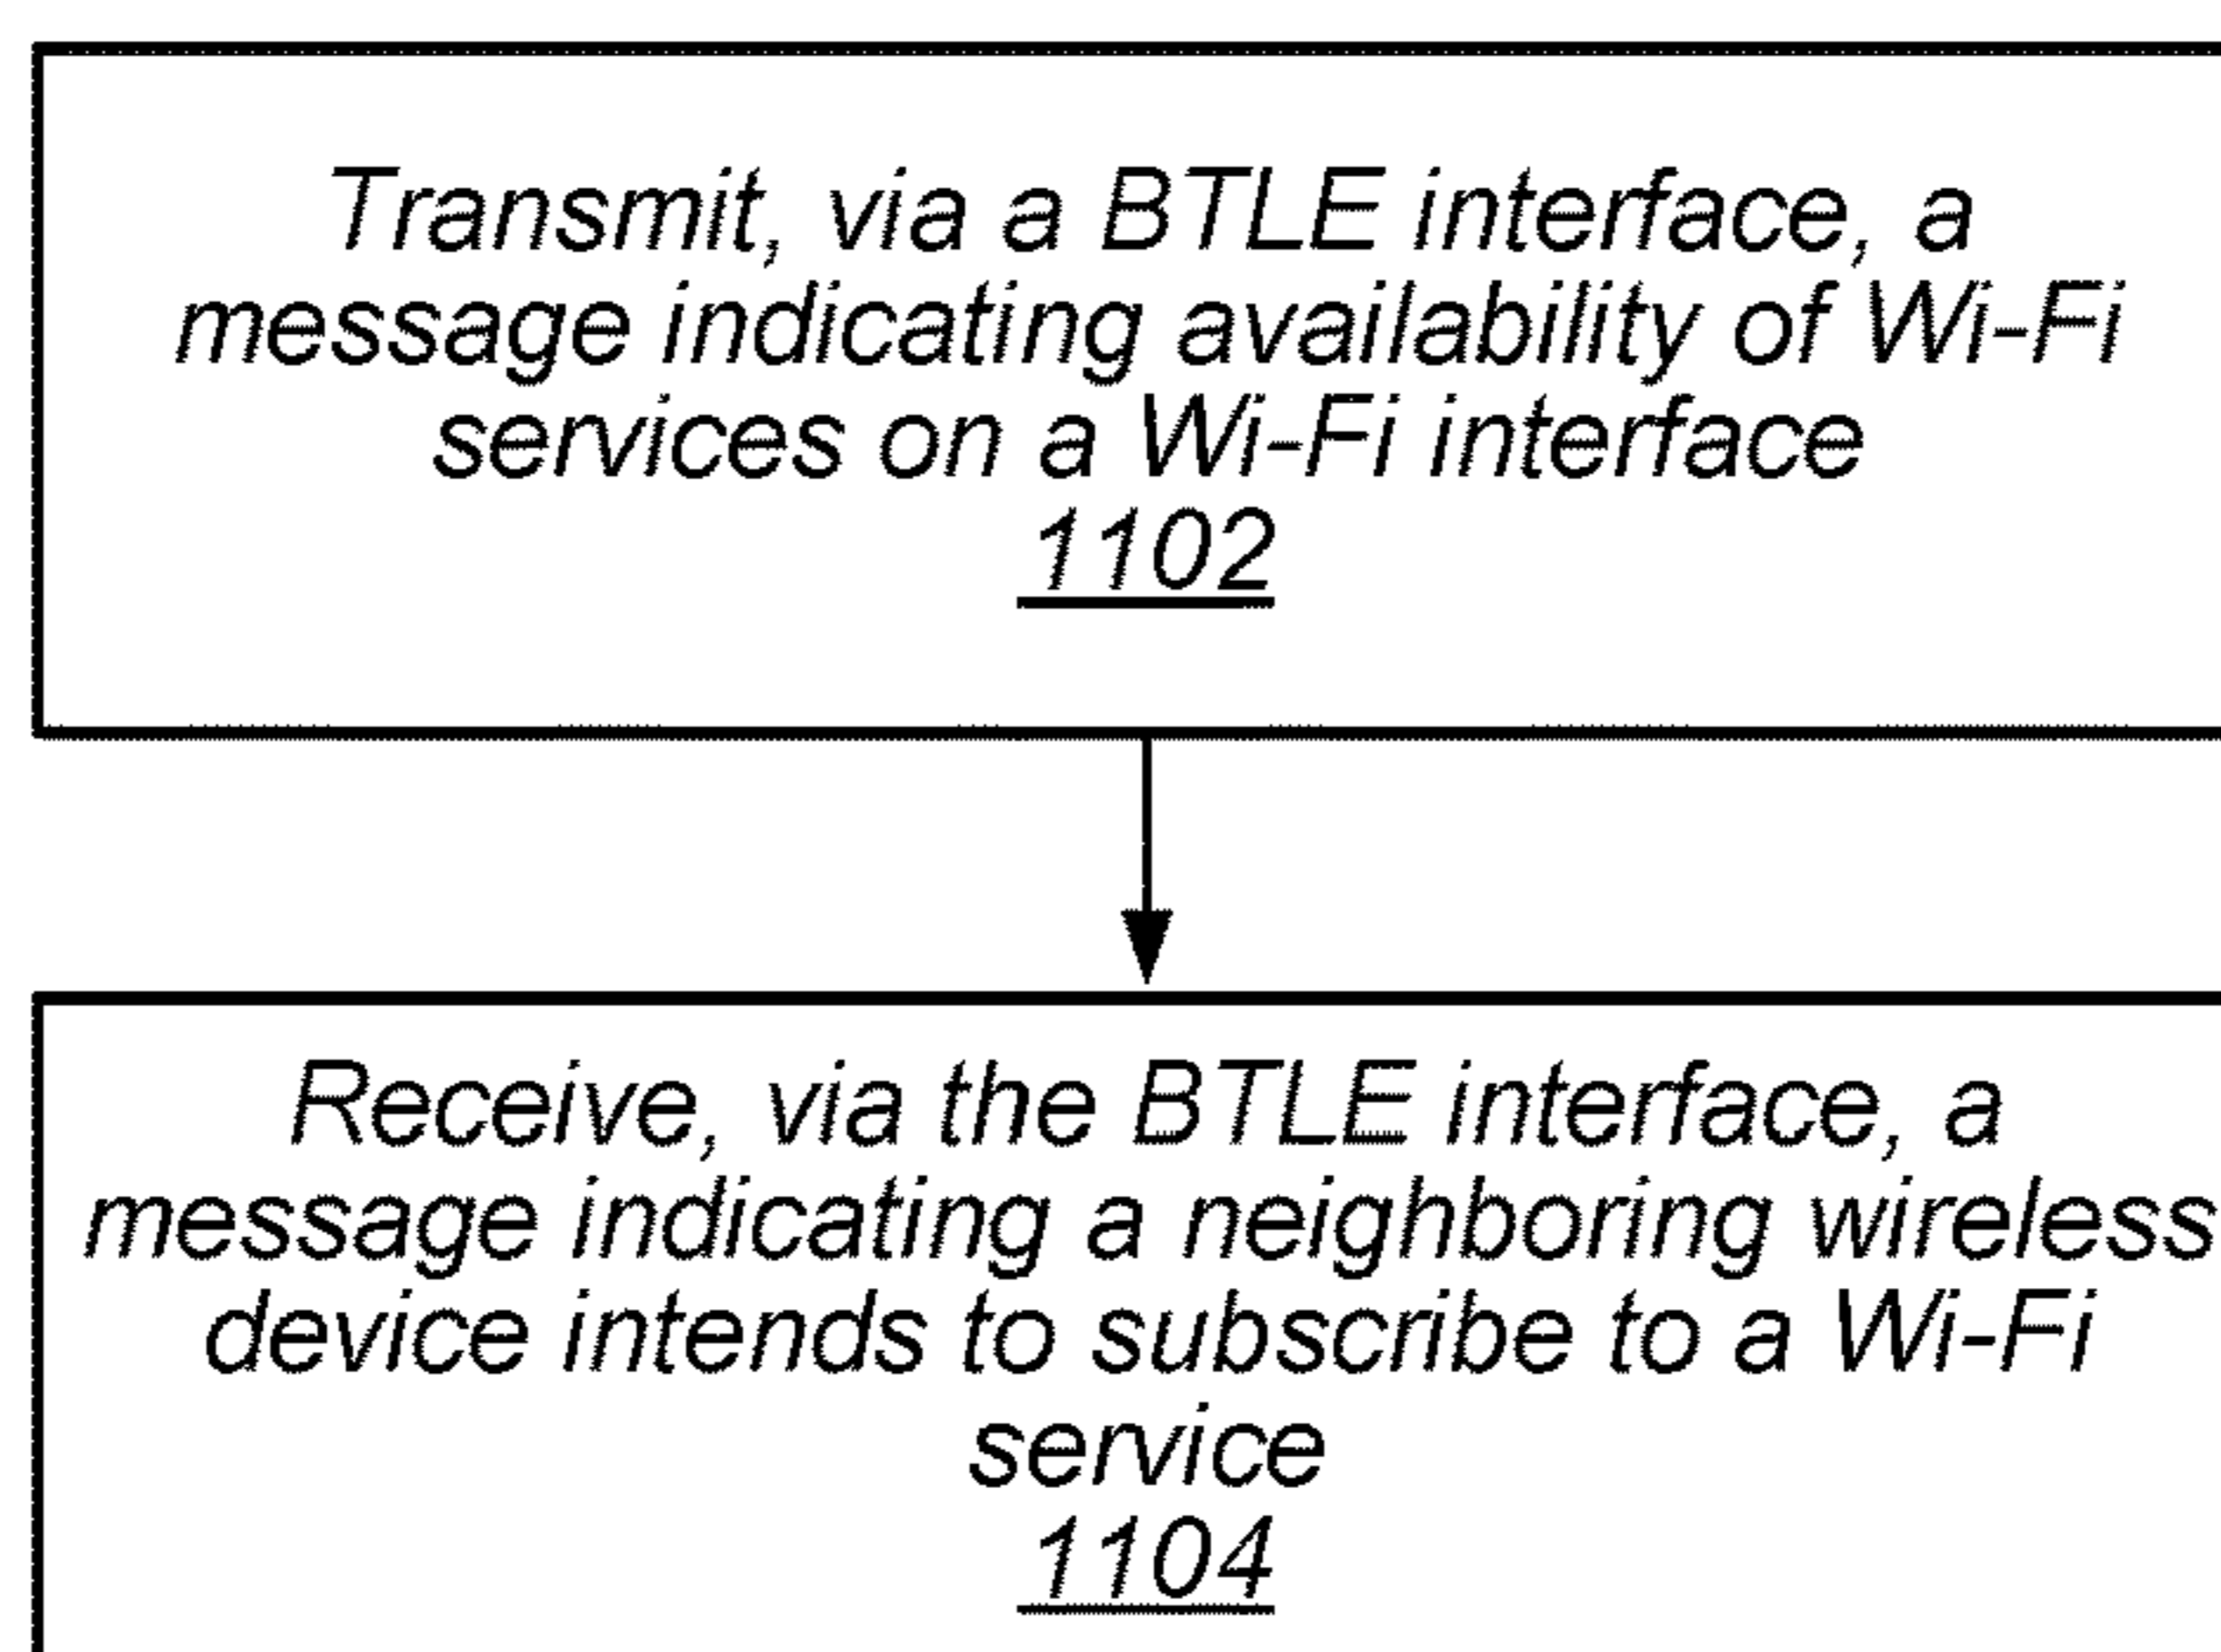 Transmit, via a BTLE interface, a
message indicating availability of Wi-Fi
services on a Wi-Fi interface
1102
Receive, via the BTLE interface, a
message indicating a neighboring wireless
device intends to subscribe to a Wi-Fi
service
1104